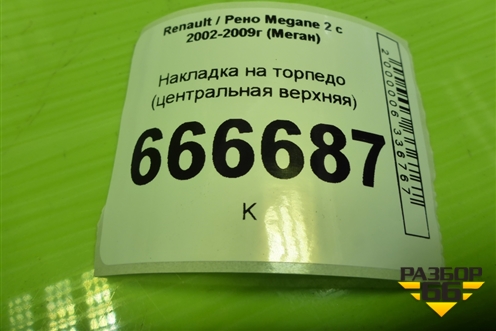 Renault / Рено Megane 2 с
2002-2009г (Меган)
Накладка на торпедо
(центральная верхняя)
666687
К
2000006336767
РАЗБОР
66